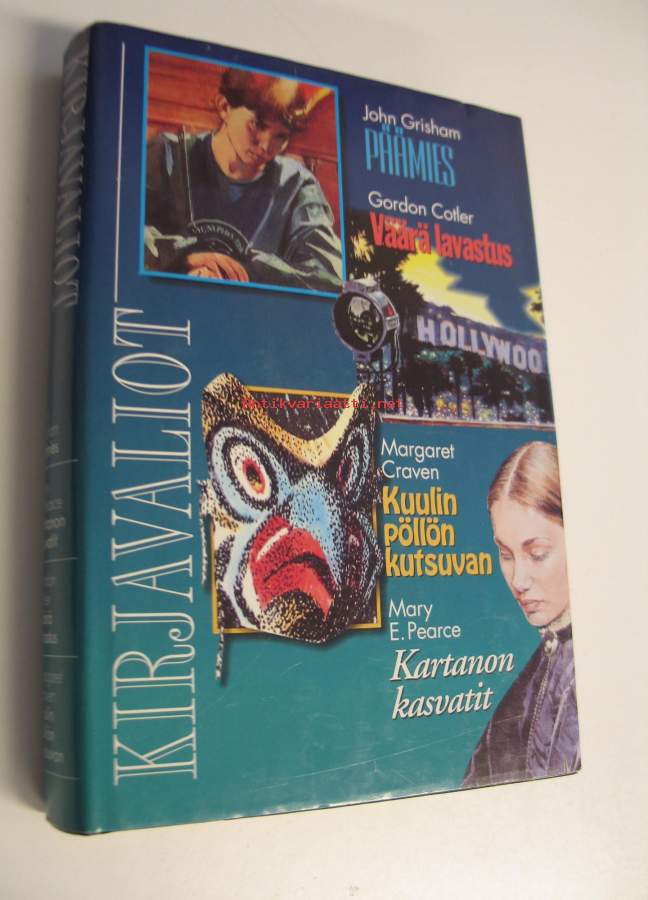 KIRJAVALIOT
KIRJAVALIOT
John Grisham
PÄÄMIES
Gordon Cotler
Väärä lavastus
HOLLYWOO
Margaret
Craven
Kuulin
pöllön
kutsuvan
Mary
E. Pearce
Kartanon
kasvatit
Antikvariaatti.net